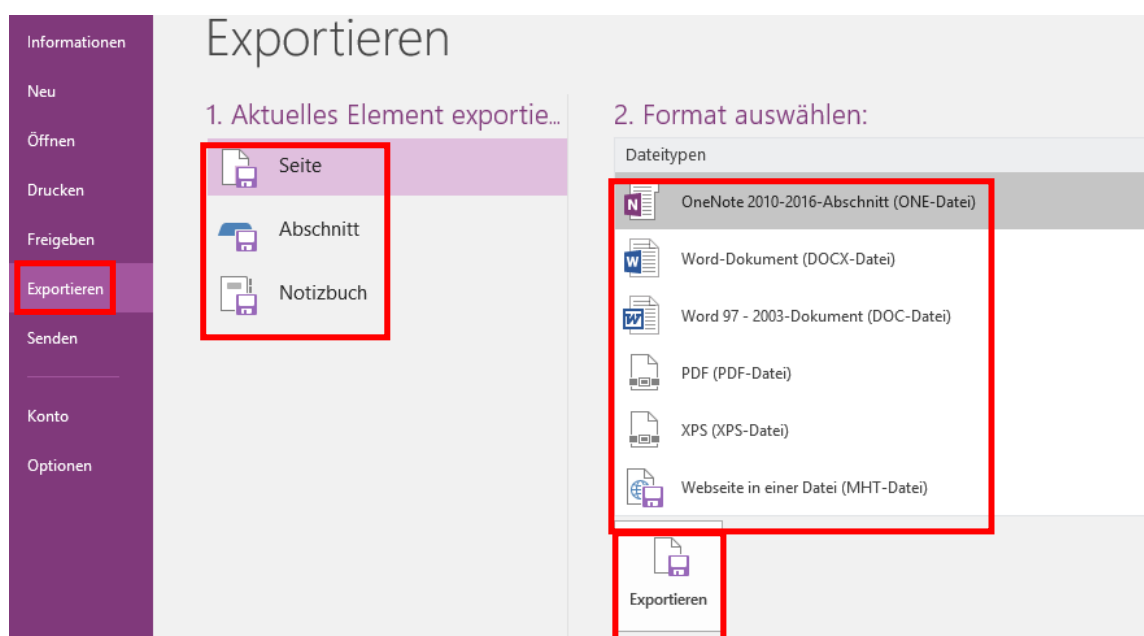 Informationen
Neu
Öffnen
Drucken
Freigeben
Exportieren
Senden
Konto
Optionen
Exportieren
1. Aktuelles Element exportie...
Seite
Abschnitt
Notizbuch
2. Format auswählen:
Dateitypen
OneNote 2010-2016-Abschnitt (ONE-Datei)
Word-Dokument (DOCX-Datei)
Word 97 - 2003-Dokument (DOC-Datei)
PDF (PDF-Datei)
XPS (XPS-Datei)
Webseite in einer Datei (MHT-Datei)
Exportieren